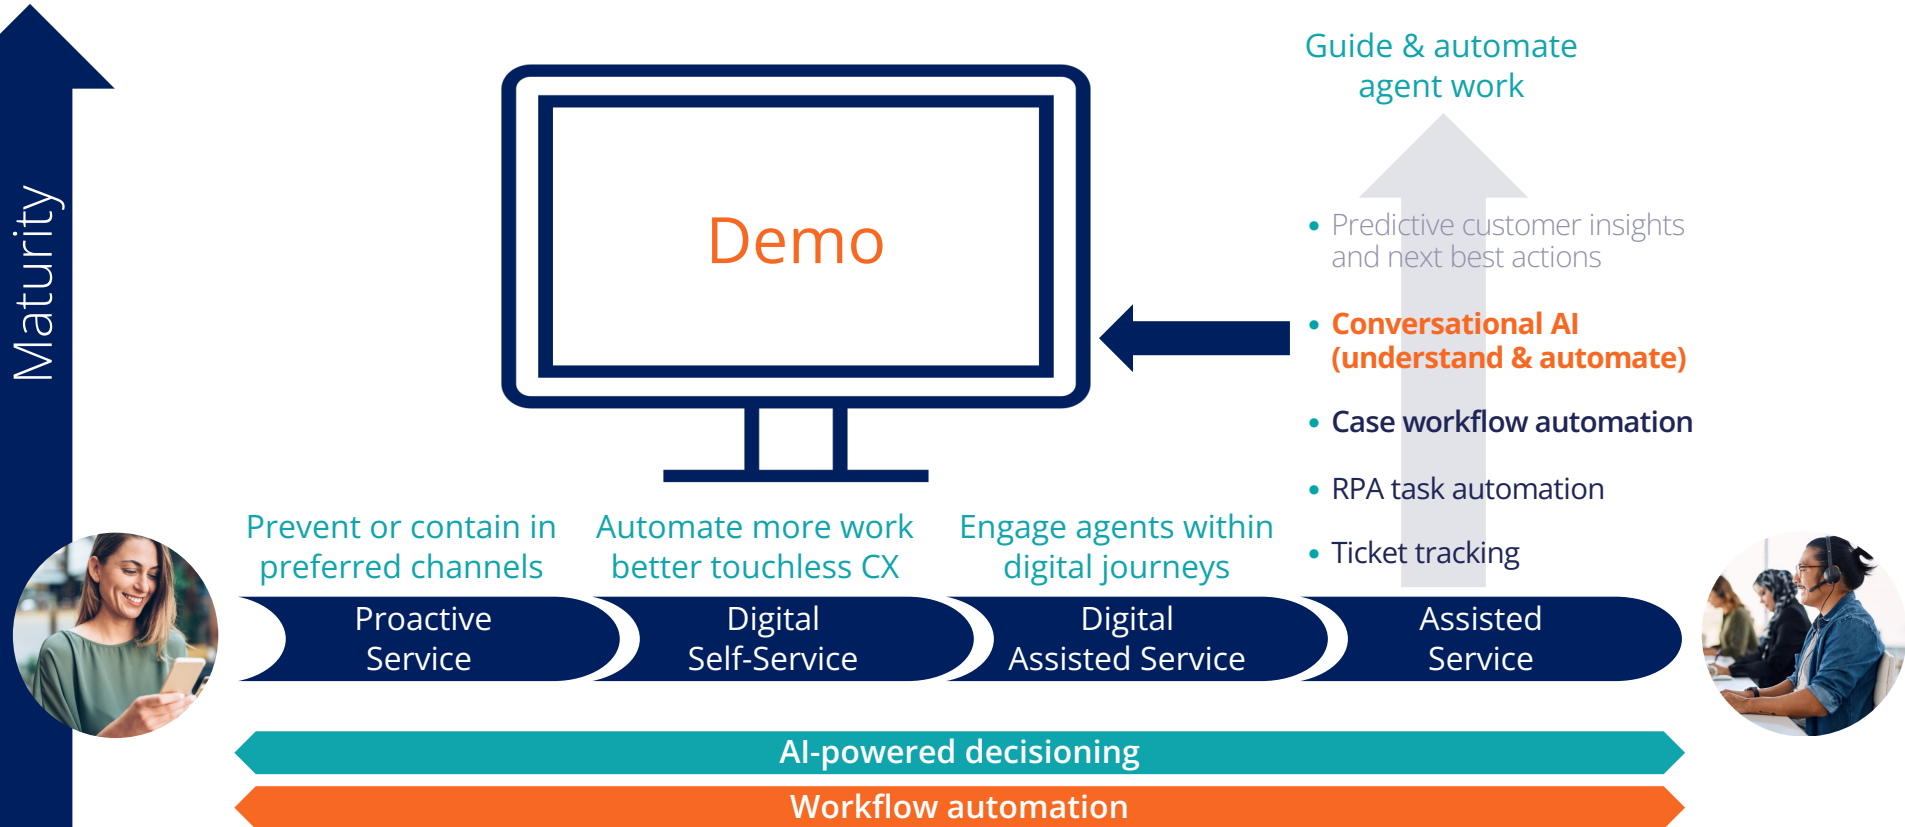 Maturity
Demo
Guide & automate
agent work
Predictive customer insights
and next best actions
Conversational AI
(understand & automate)
Case workflow automation
RPA task automation
Ticket tracking
Prevent or contain in
preferred channels
Automate more work
better touchless CX
Engage agents within
digital journeys
Proactive
Service
Digital
Self-Service
Digital
Assisted Service
Assisted
Service
AI-powered decisioning
Workflow automation